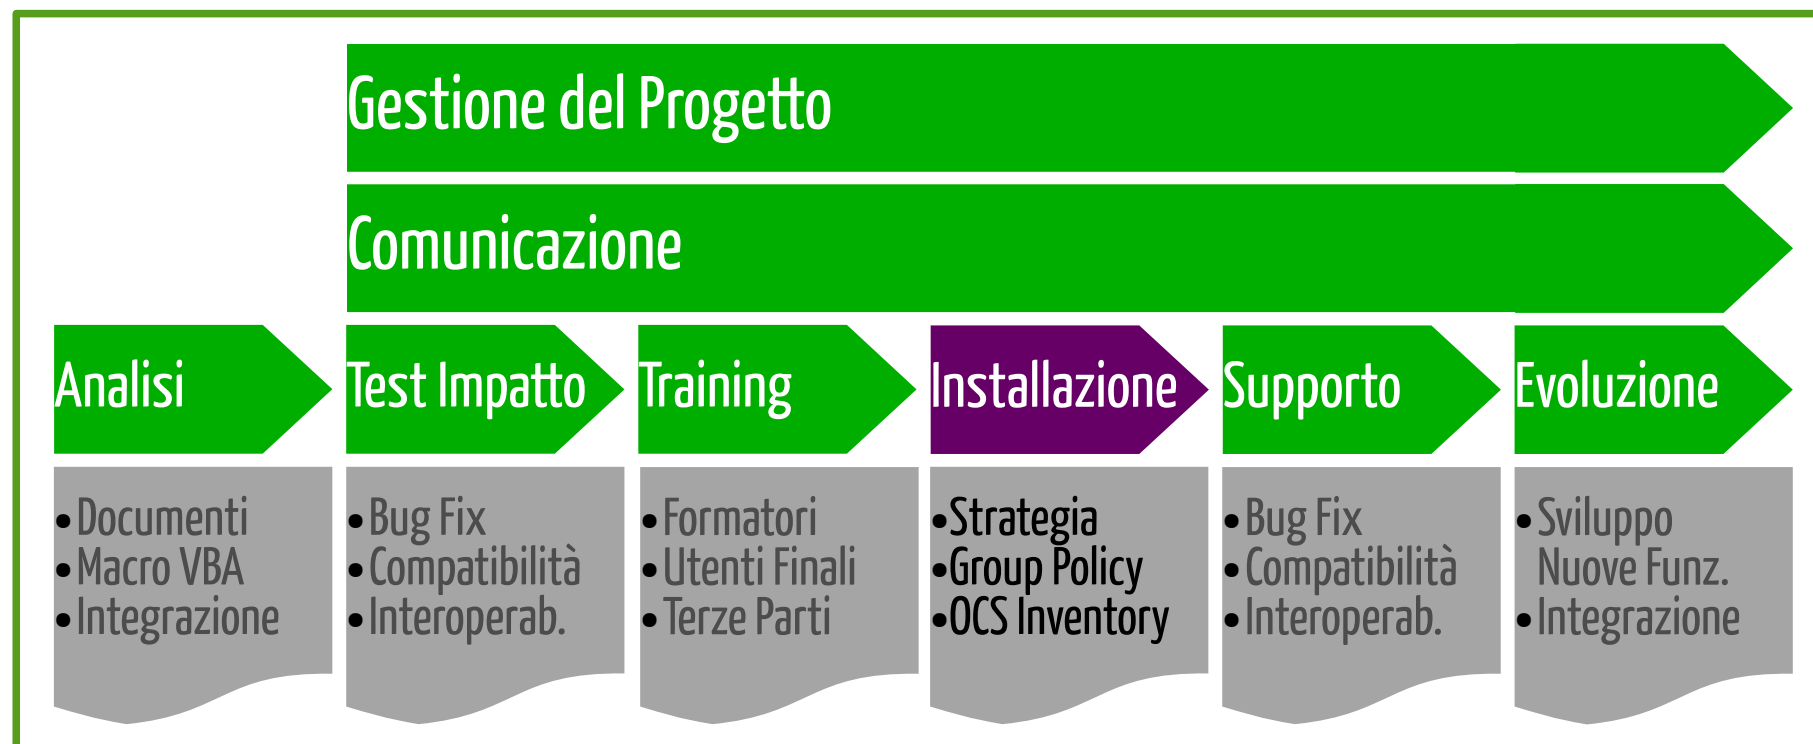 Gestione del Progetto
Comunicazione
Analisi
Test Impatto
Training
Installazione
Supporto
Evoluzione
•Documenti
•Macro VBA
•Integrazione
•Bug Fix
•Compatibilità
•Interoperab.
•Formatori
•Utenti Finali
•Terze Parti
•Strategia
•Group Policy
•OCS Inventory
•Bug Fix
•Compatibilità
•Interoperab.
•Sviluppo
Nuove Funz.
•Integrazione